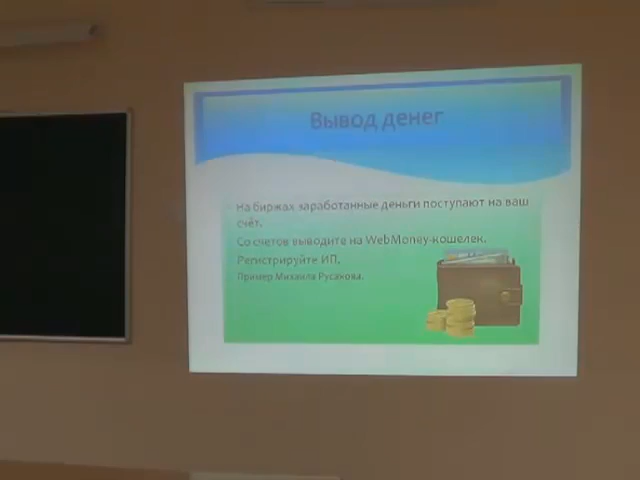 Вывод денег
На биржах заработанные деньги поступают на ваш
счёт.
Со счетов выводите на WebMoney-кошелек.
Регистрируйте ИП.
Пример Михаила Русакова.